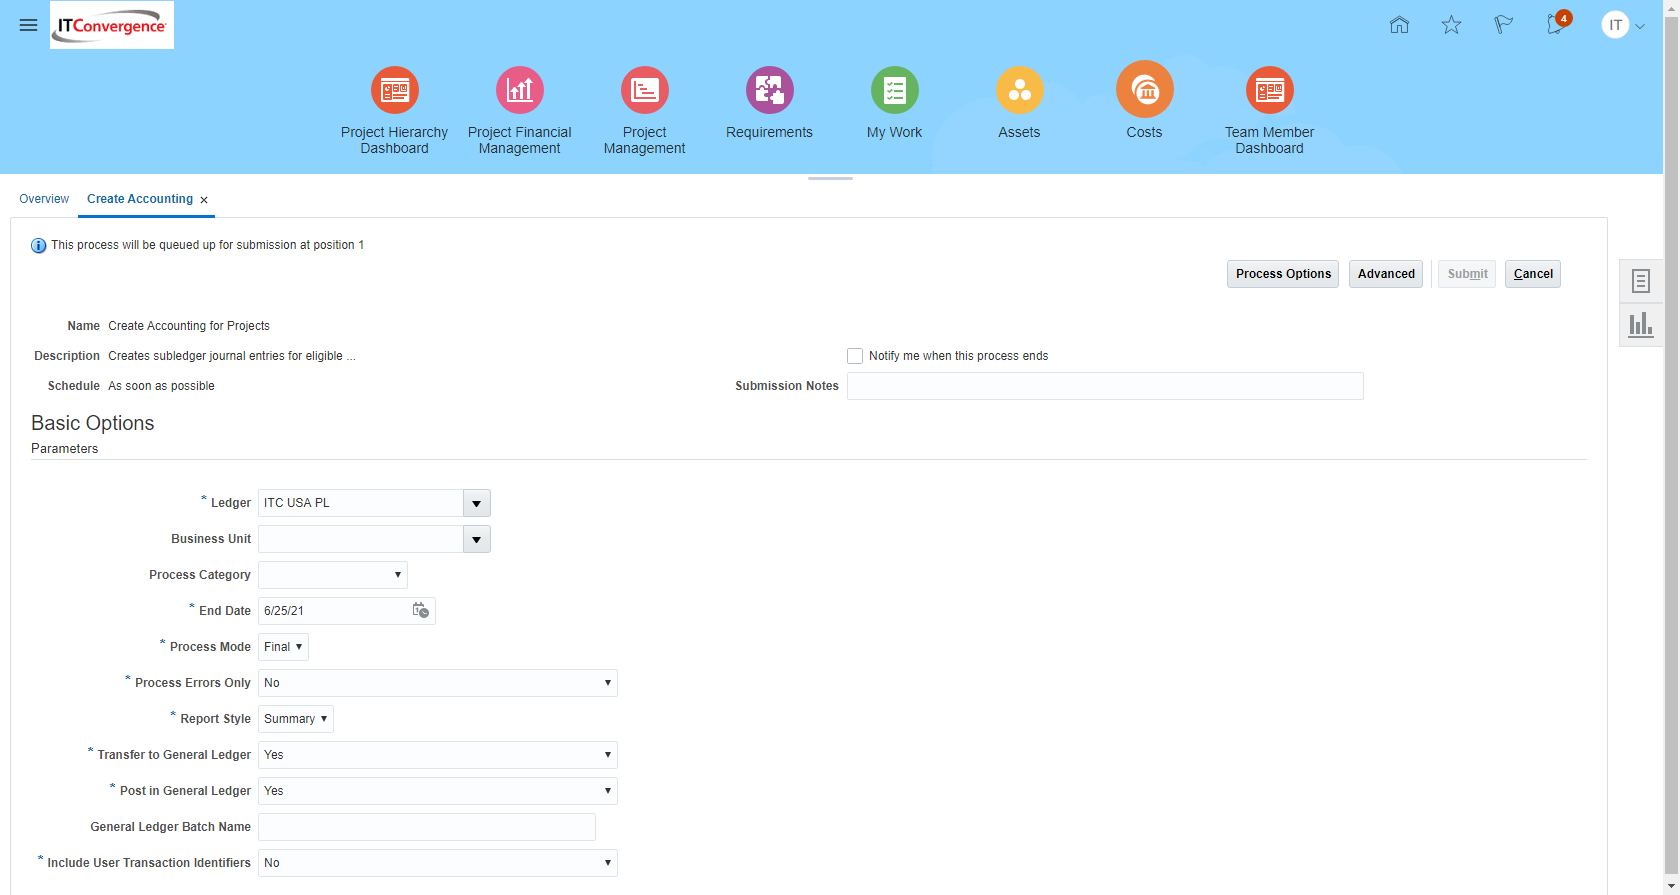 ITConvergence
4
IT
Project Hierarchy
Dashboard
Project Financial
Management
Project
Management
Requirements
My Work
Assets
Costs
Team Member
Dashboard
Overview
Create Accounting ×
This process will be queued up for submission at position 1
Process Options
Advanced
Submit
Cancel
Name Create Accounting for Projects
Description Creates subledger journal entries for eligible ...
Notify me when this process ends
Schedule As soon as possible
Submission Notes
Basic Options
Parameters
* Ledger ITC USA PL
Business Unit
Process Category
* End Date 6/25/21
* Process Mode Final
* Process Errors Only No
* Report Style Summary
* Transfer to General Ledger Yes
* Post in General Ledger Yes
General Ledger Batch Name
* Include User Transaction Identifiers No